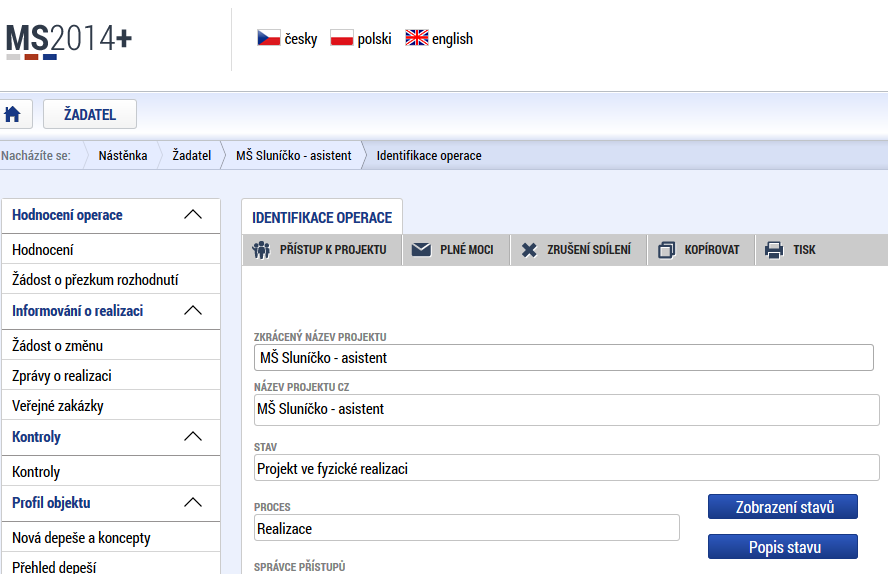 MS2014+
česky polski english
ŽADATEL
Nacházíte se: Nástěnka Žadatel MŠ Sluníčko - asistent Identifikace operace
Hodnocení operace
Hodnocení
Žádost o přezkum rozhodnutí
Informování o realizaci
Žádost o změnu
Zprávy o realizaci
Veřejné zakázky
Kontroly
Kontroly
Profil objektu
Nová depeše a koncepty
Přehled depeší
IDENTIFIKACE OPERACE
PŘÍSTUP K PROJEKTU PLNÉ MOCI ZRUŠENÍ SDÍLENÍ KOPÍROVAT TISK
ZKRÁCENÝ NÁZEV PROJEKTU
MŠ Sluníčko - asistent
NÁZEV PROJEKTU CZ
MŠ Sluníčko - asistent
STAV
Projekt ve fyzické realizaci
PROCES
Realizace
Zobrazení stavů
Popis stavu
SPRÁVCE PŘÍSTUPŮ